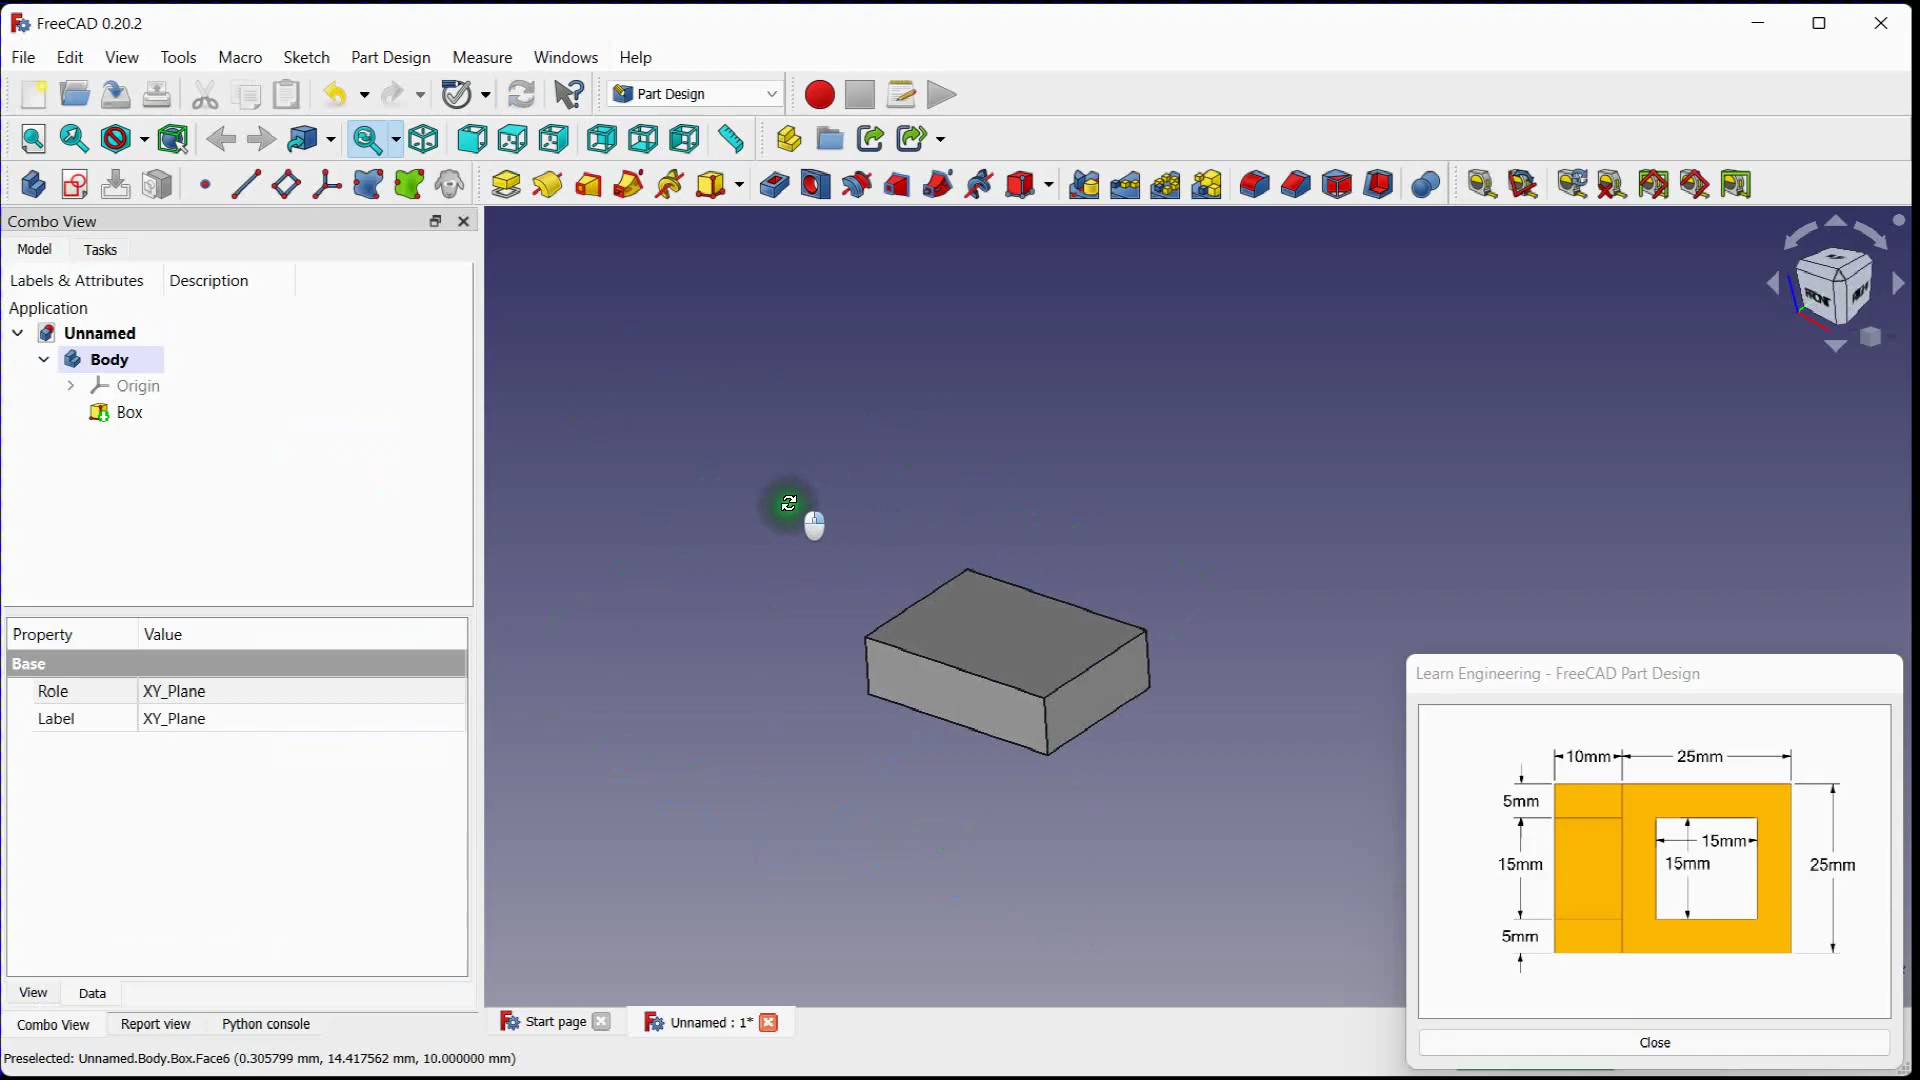 FreeCAD 0.20.2
File Edit View Tools Macro Sketch Part Design Measure Windows Help
Part Design
Combo View
Model Tasks
Labels & Attributes Description
Application
Unnamed
Body
Origin
Box
FRONT
Property Value
Base
Role XY_Plane
Label XY_Plane
View Data
Combo View Report view Python console
Start page Unnamed : 1*
Preselected: Unnamed.Body.Box.Face6 (0.305799 mm, 14.417562 mm, 10.000000 mm)
Learn Engineering - FreeCAD Part Design
10mm 25mm
5mm
15mm
15mm 15mm 25mm
5mm
Close